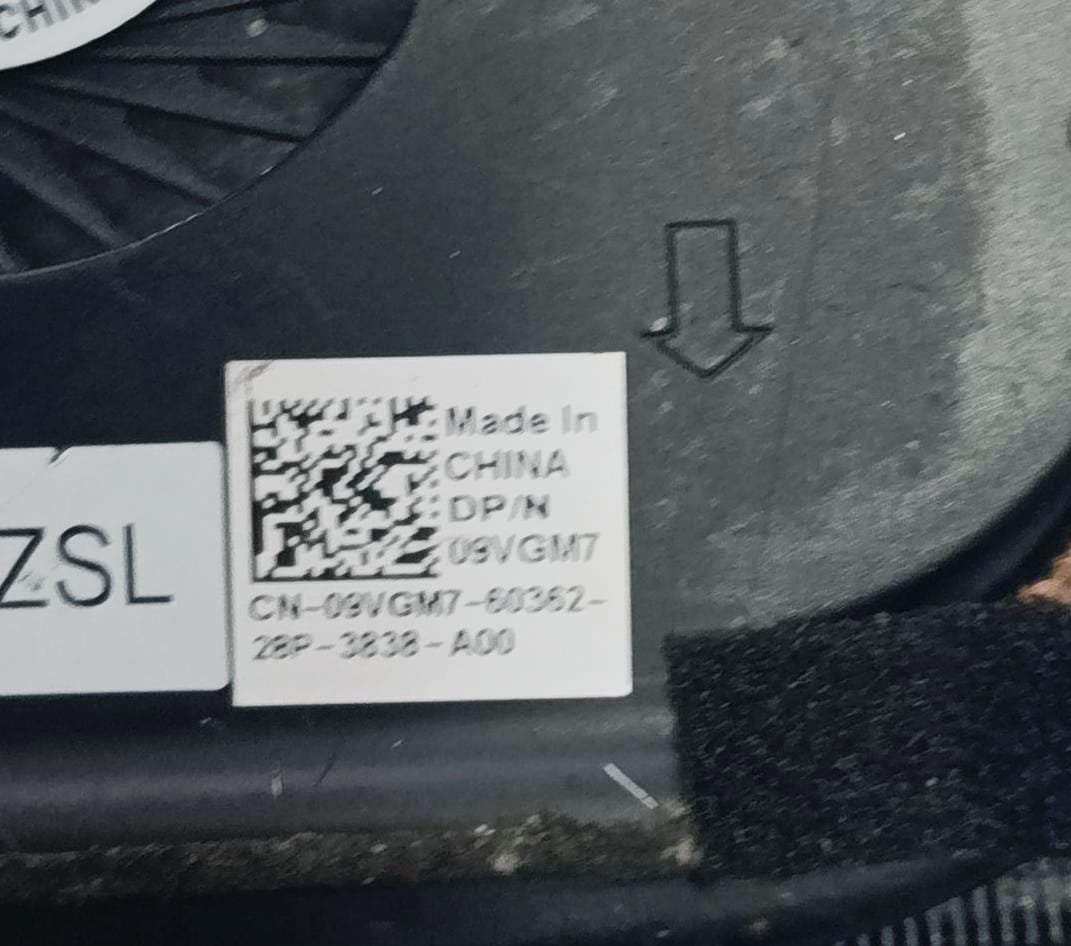 ZSL
Made In
CHINA
DP/N
09VGM7
CN-09VGM7-60362-
28P-3838-A00